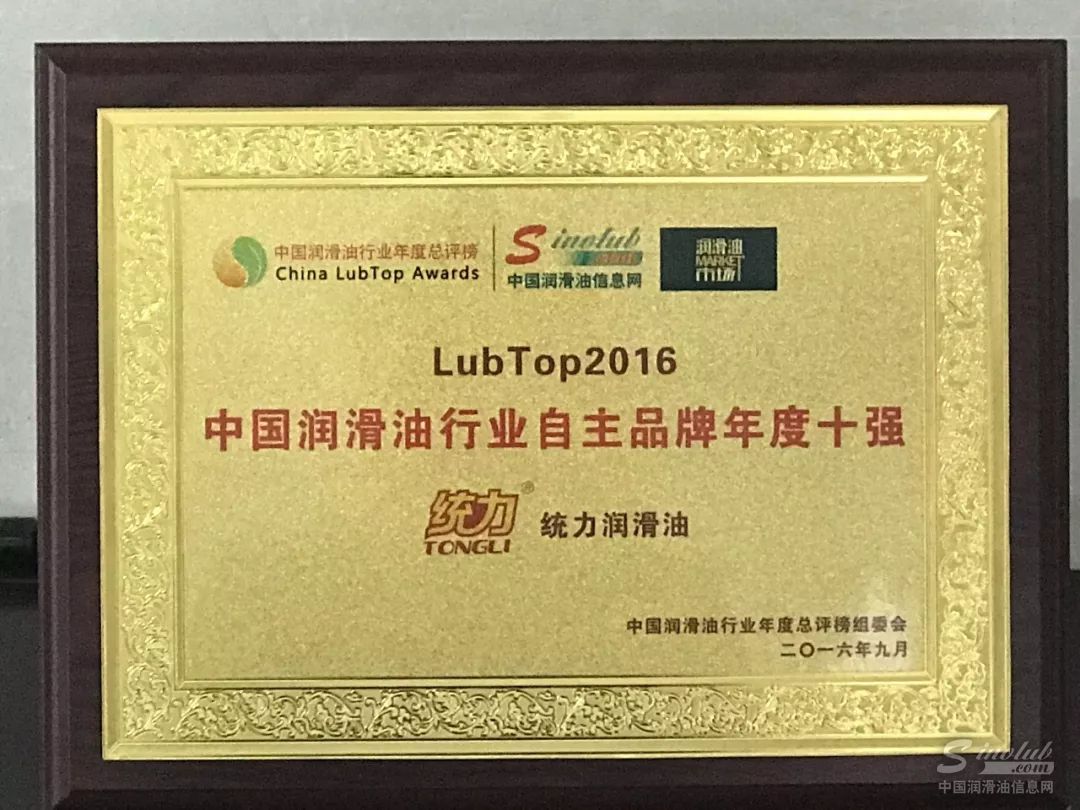 中国润滑油行业年度总评榜
China LubTop Awards
Sinolub
中国润滑油信息网
润滑油
MARKET
市场
LubTop2016
中国润滑油行业自主品牌年度十强
统力®
TONGLI
统力润滑油
中国润滑油行业年度总评榜组委会
二〇一六年九月
Sinolub
.com
中国润滑油信息网